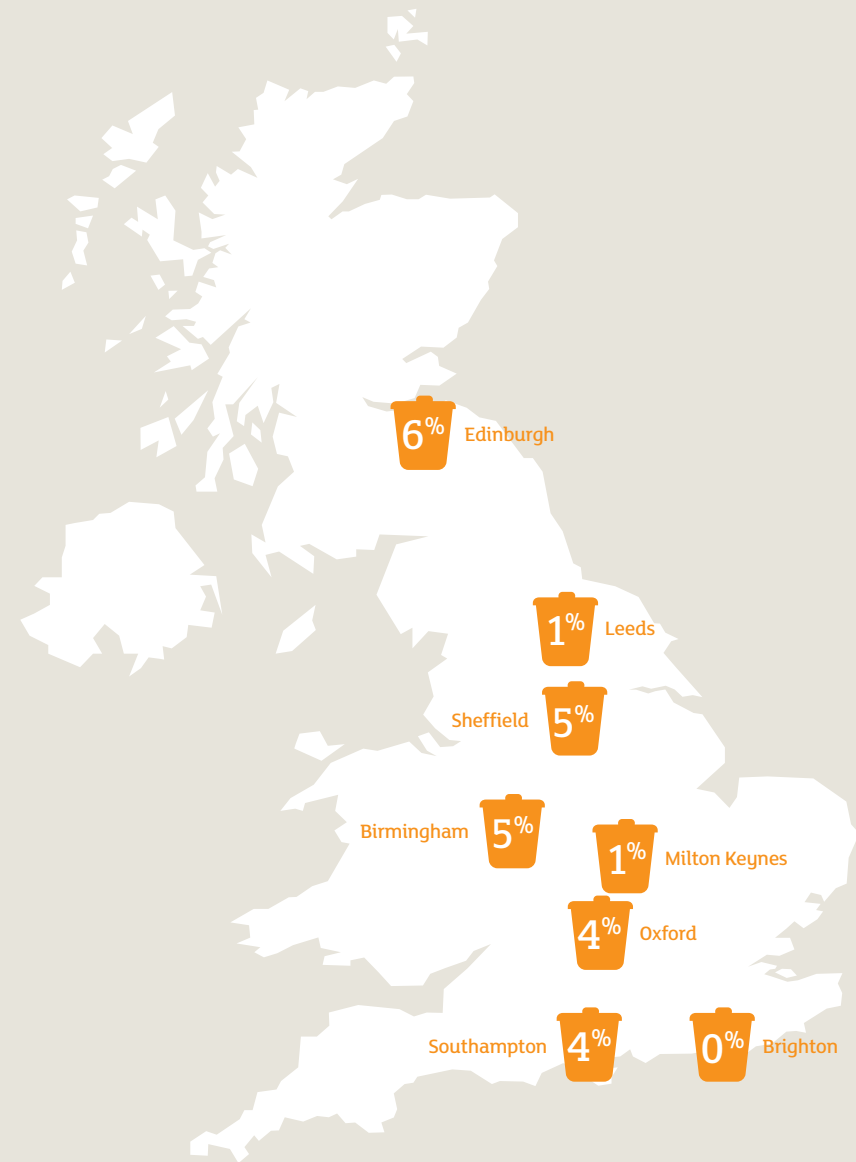 6% Edinburgh
1% Leeds
Sheffield 5%
Birmingham 5%
1% Milton Keynes
4% Oxford
Southampton 4%
0% Brighton